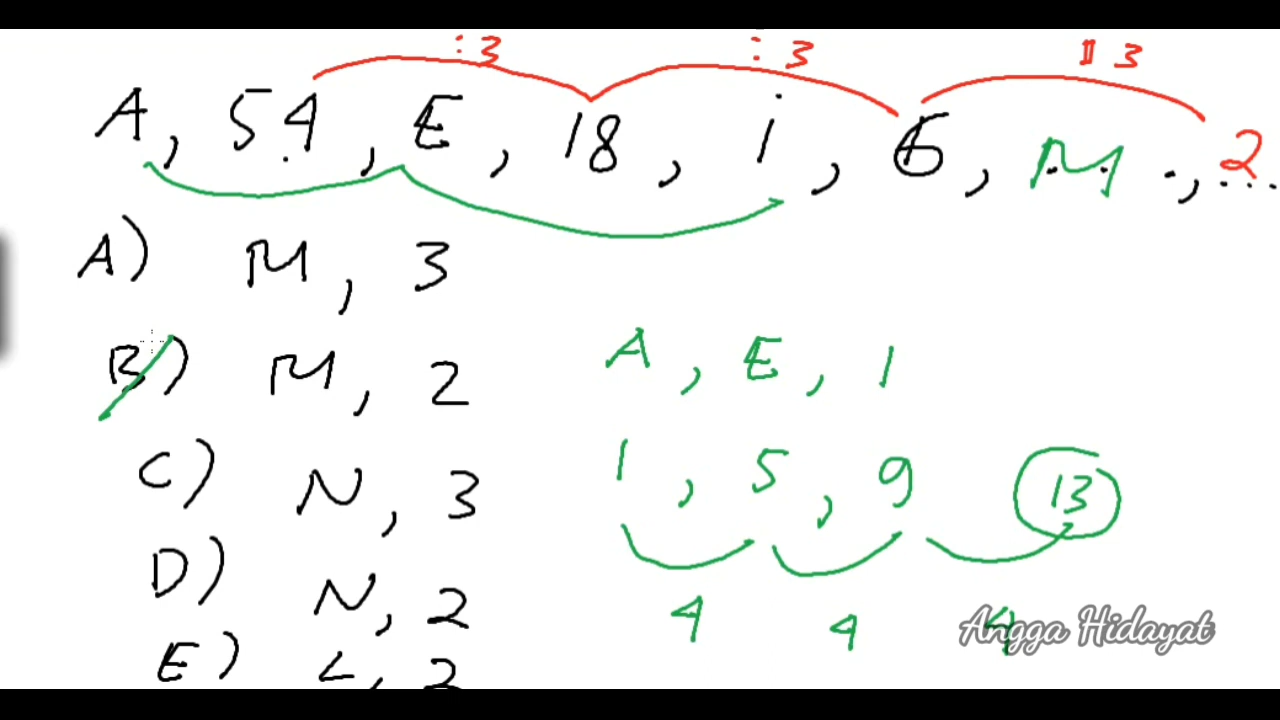 :3 :3 :3
A, 54, E, 18, i, 6, M, 2...
A) M, 3
B) M, 2
A, E, I
C) N, 3
1, 5, 9 13
D) N, 2
4 4 4
Angga Hidayat
E)